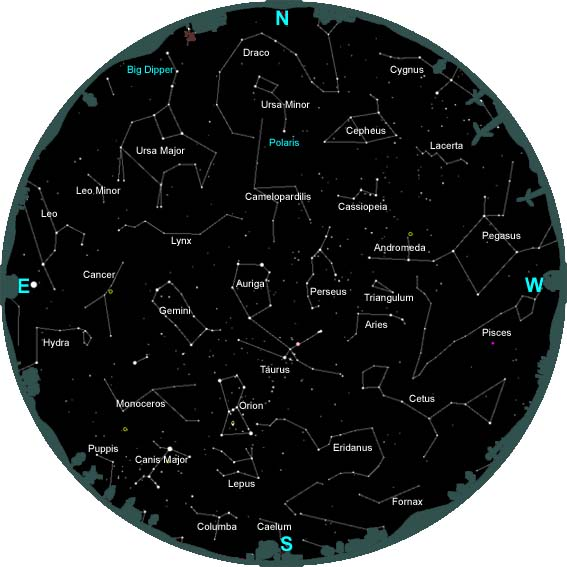 N
Draco
Big Dipper
Cygnus
Ursa Minor
Cepheus
Polaris
Lacerta
Ursa Major
Leo Minor
Camelopardilis
Cassiopeia
Leo
Lynx
Andromeda
Pegasus
Cancer
Auriga
E
W
Perseus
Triangulum
Gemini
Aries
Pisces
Hydra
Taurus
Cetus
Monoceros
Orion
Puppis
Canis Major
Eridanus
Lepus
Fornax
Columba
Caelum
S